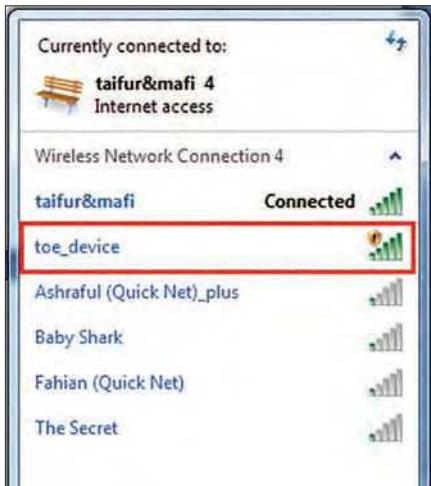 Currently connected to:
taifur&mafi 4
Internet access
Wireless Network Connection 4
taifur&mafi Connected
toe_device
Ashraful (Quick Net)_plus
Baby Shark
Fahian (Quick Net)
The Secret